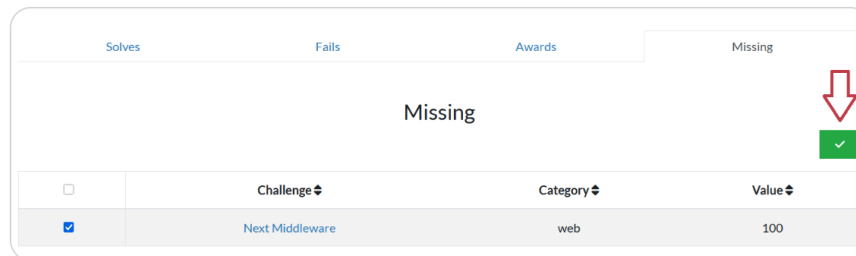 Solves Fails Awards Missing
Missing
Challenge Category Value
Next Middleware web 100